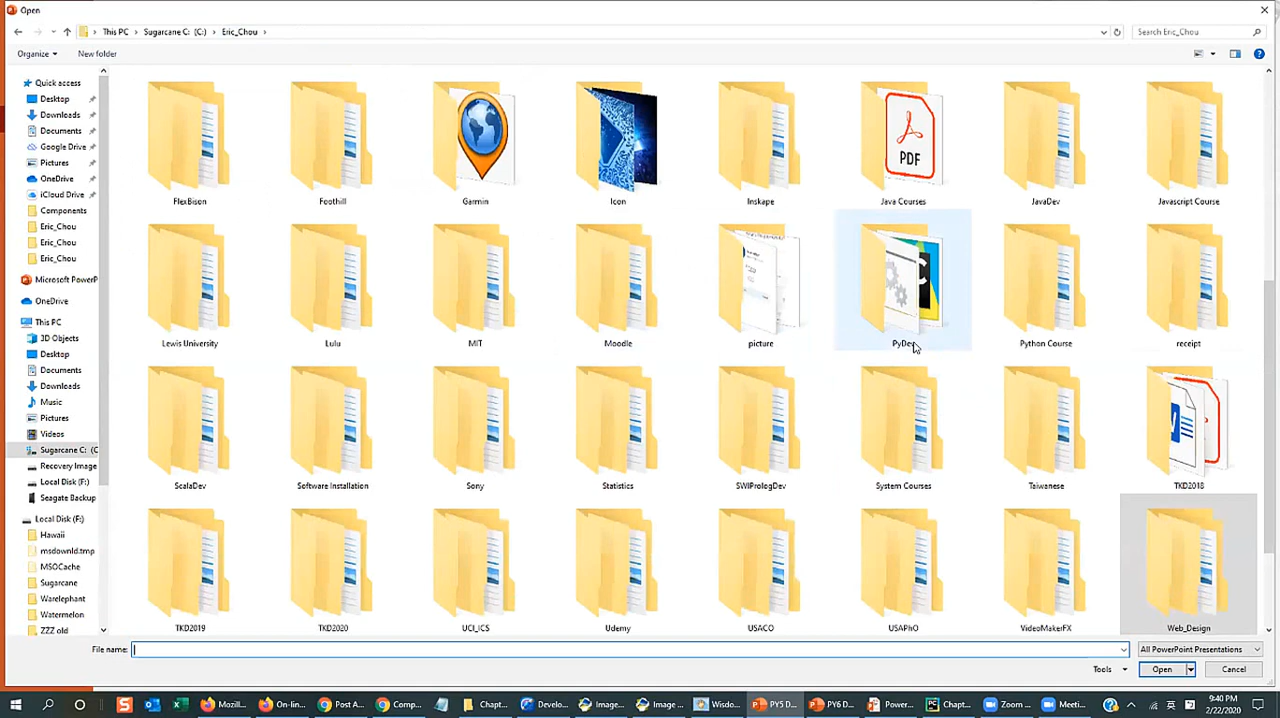 Open
This PC > Sugarcane C: (C:) > Eric_Chou >
Search Eric_Chou
Organize
New folder
Quick access
Desktop
Downloads
Documents
Google Drive
Pictures
OneDrive
iCloud Drive
Components
Eric_Chou
Eric_Chou
Eric_Chou
Microsoft PowerP
OneDrive
This PC
3D Objects
Desktop
Documents
Downloads
Music
Pictures
Videos
Sugarcane C: (C
Recovery Image
Local Disk (F:)
Seagate Backup
Local Disk (F:)
Hawaii
msdownld.tmp
MSOCache
Sugarcane
Warelephant
Watermelon
ZZZ old
PDF
FlexBison
Foothill
Garmin
Icon
Inskape
Java Courses
JavaDev
Javascript Course
Lewis University
Lulu
MIT
Moodle
picture
Python Course
receipt
ScalaDev
Software Installation
Sony
Statistics
SWIPrologDev
System Courses
Taiwanese
TKD2018
TKD2019
TKD2020
UCI_ICS
Udemy
USACO
USAPhO
VideoMakerFX
Web_Design
File name:
All PowerPoint Presentations
Tools
Open
Cancel
Mozil...
On-lin...
Post A...
Comp...
Chapt...
Develo...
Image...
Image ...
Wisdo...
PY5 D...
PY6 D...
Power...
Chapt...
Zoom ...
Meeti...
9:40 PM
2/22/2020